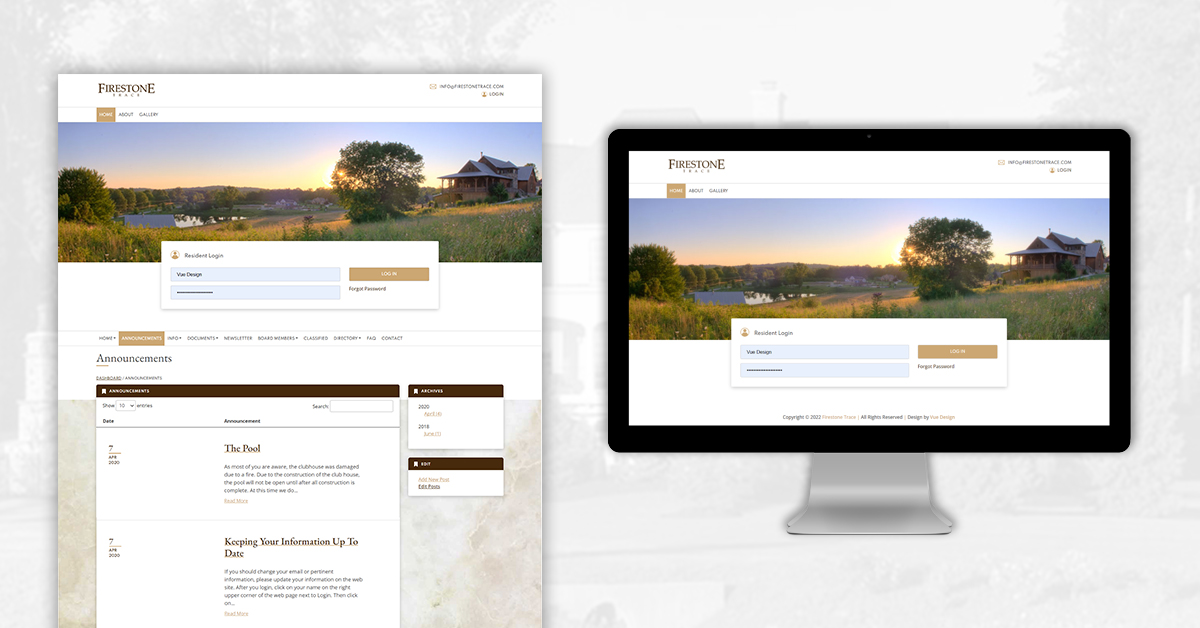 FIRESTONE
TRACE
INFO@FIRESTONETRACE.COM
LOGIN
HOME ABOUT GALLERY
Resident Login
Vue Design
LOG IN
Forgot Password
HOME ANNOUNCEMENTS INFO DOCUMENTS NEWSLETTER BOARD MEMBERS CLASSIFIED DIRECTORY FAQ CONTACT
Announcements
DASHBOARD / ANNOUNCEMENTS
ANNOUNCEMENTS
Show 10 entries
Search:
Date Announcement
7
APR
2020
The Pool
As most of you are aware, the clubhouse was damaged
due to a fire. Due to the construction of the club house,
the pool will not be open until after all construction is
complete. At this time we do...
Read More
7
APR
2020
Keeping Your Information Up To
Date
If you should change your email or pertinent
information, please update your information on the web
site. After you login, click on your name on the right
upper corner of the web page next to Login. Then click
on...
Read More
ARCHIVES
2020
April (4)
2018
June (1)
EDIT
Add New Post
Edit Posts
FIRESTONE
TRACE
INFO@FIRESTONETRACE.COM
LOGIN
HOME ABOUT GALLERY
Resident Login
Vue Design
LOG IN
Forgot Password
Copyright © 2022 Firestone Trace | All Rights Reserved | Design by Vue Design